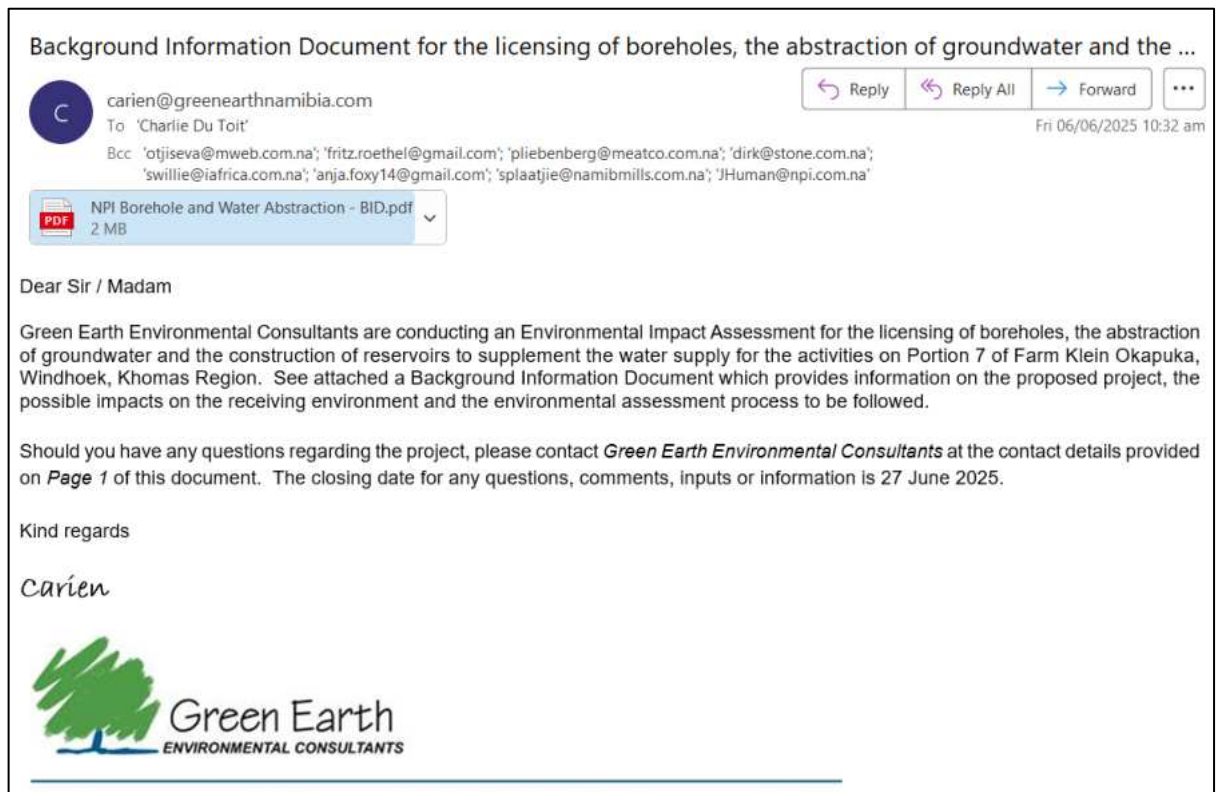 Background Information Document for the licensing of boreholes, the abstraction of groundwater and the ...
C
carien@greenearthnamibia.com
Reply
Reply All
Forward
...
To 'Charlie Du Toit'
Fri 06/06/2025 10:32 am
Bcc 'otjiseva@mweb.com.na'; 'fritz.roethel@gmail.com'; 'pliebenberg@meatco.com.na'; 'dirk@stone.com.na';
'swillie@iafrica.com.na'; 'anja.foxy14@gmail.com'; 'splaatjie@namibmills.com.na'; 'JHuman@npi.com.na'
PDF
NPI Borehole and Water Abstraction - BID.pdf
2 MB
Dear Sir / Madam
Green Earth Environmental Consultants are conducting an Environmental Impact Assessment for the licensing of boreholes, the abstraction
of groundwater and the construction of reservoirs to supplement the water supply for the activities on Portion 7 of Farm Klein Okapuka,
Windhoek, Khomas Region. See attached a Background Information Document which provides information on the proposed project, the
possible impacts on the receiving environment and the environmental assessment process to be followed.
Should you have any questions regarding the project, please contact Green Earth Environmental Consultants at the contact details provided
on Page 1 of this document. The closing date for any questions, comments, inputs or information is 27 June 2025.
Kind regards
Carien
Green Earth
ENVIRONMENTAL CONSULTANTS